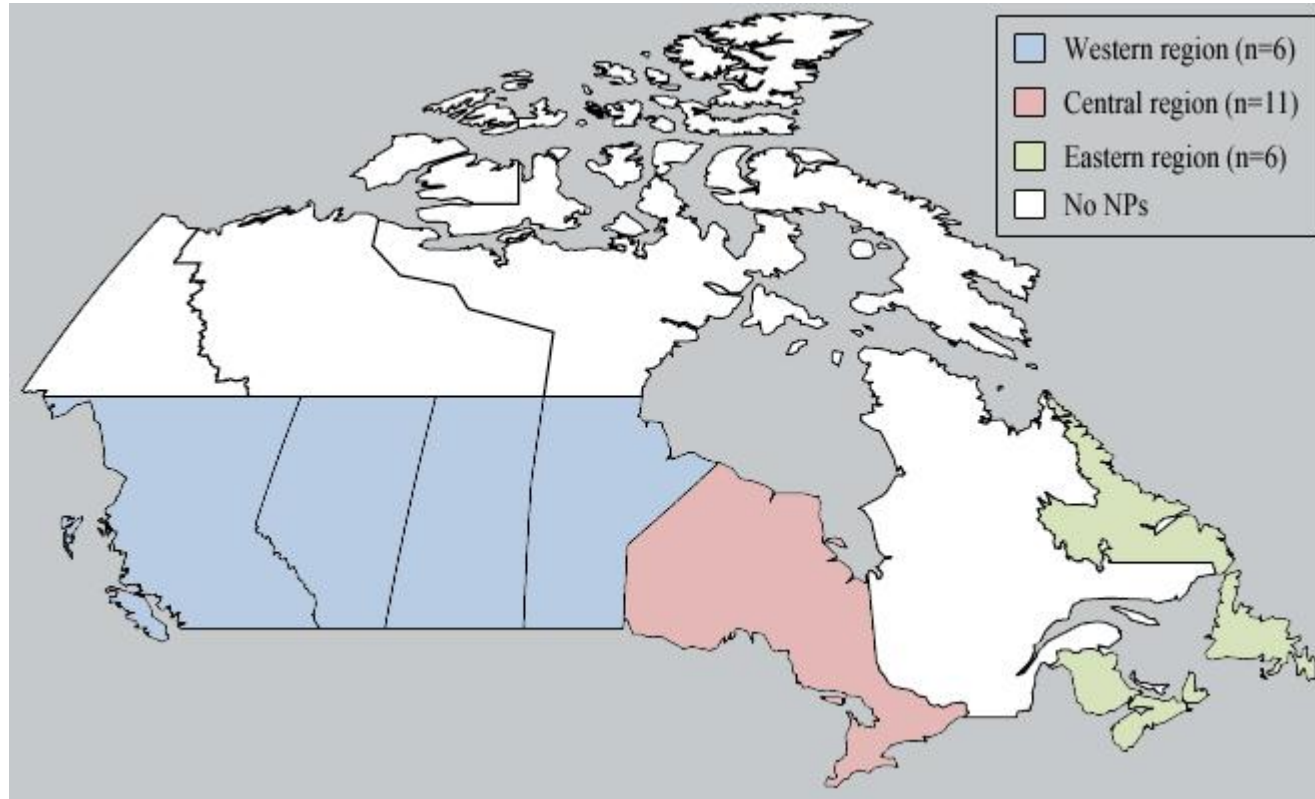 Western region (n=6)
Central region (n=11)
Eastern region (n=6)
No NPs